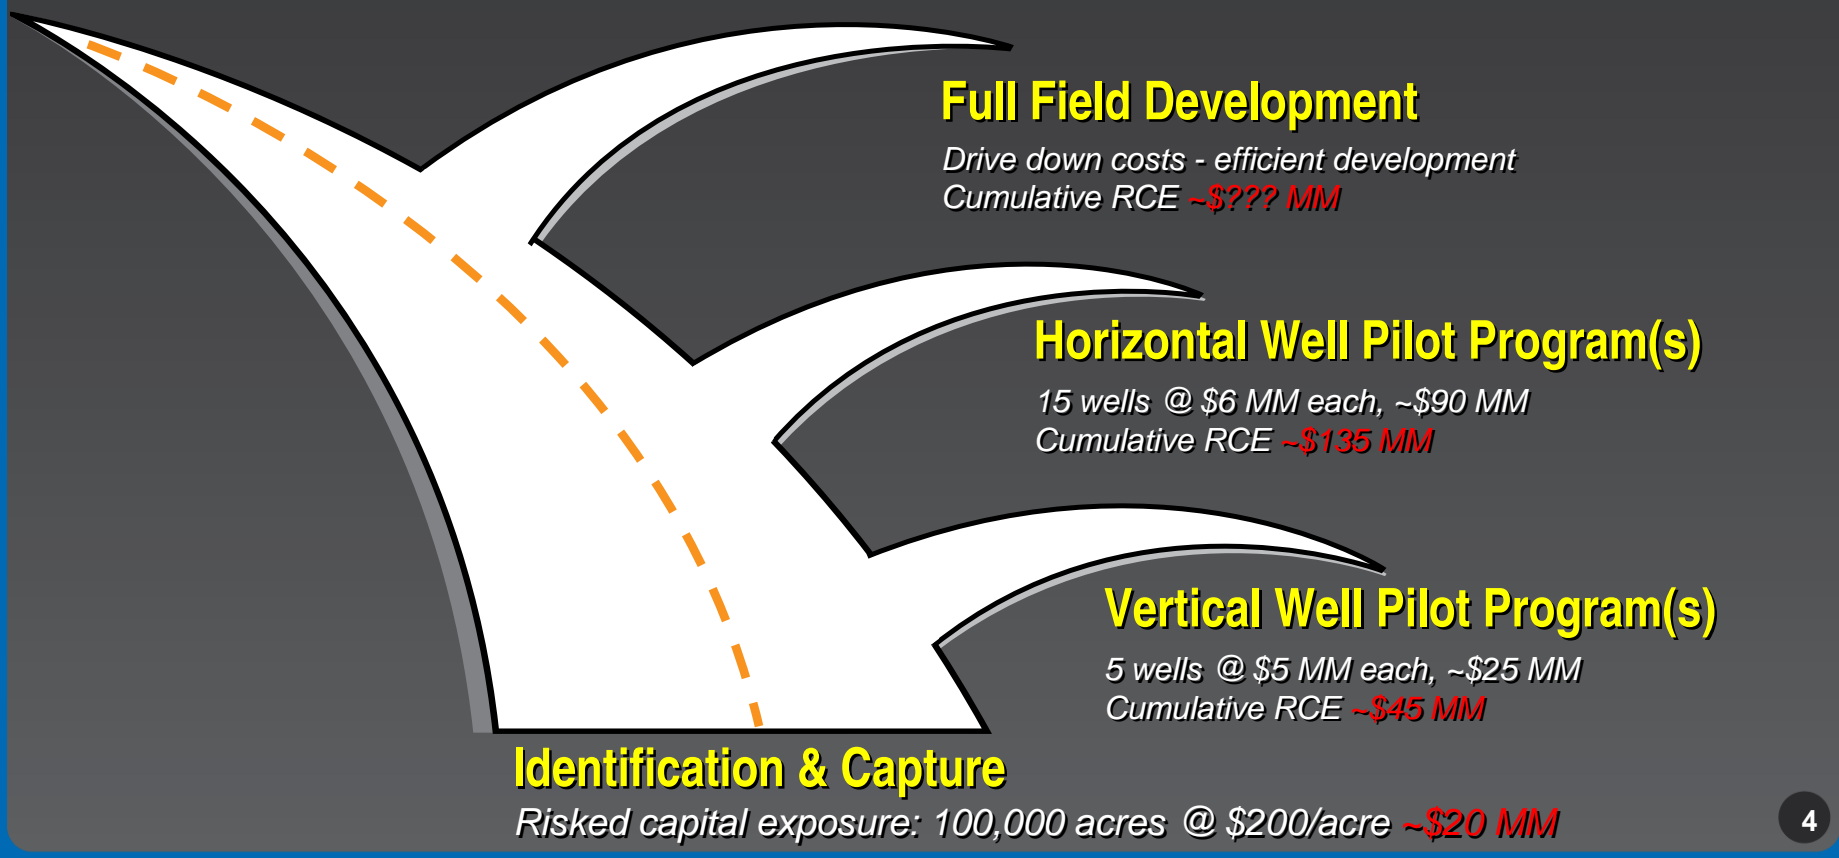 Full Field Development
Drive down costs - efficient development
Cumulative RCE ~$??? MM
Horizontal Well Pilot Program(s)
15 wells @ $6 MM each, ~$90 MM
Cumulative RCE ~$135 MM
Vertical Well Pilot Program(s)
5 wells @ $5 MM each, ~$25 MM
Cumulative RCE ~$45 MM
Identification & Capture
Risked capital exposure: 100,000 acres @ $200/acre ~$20 MM
4